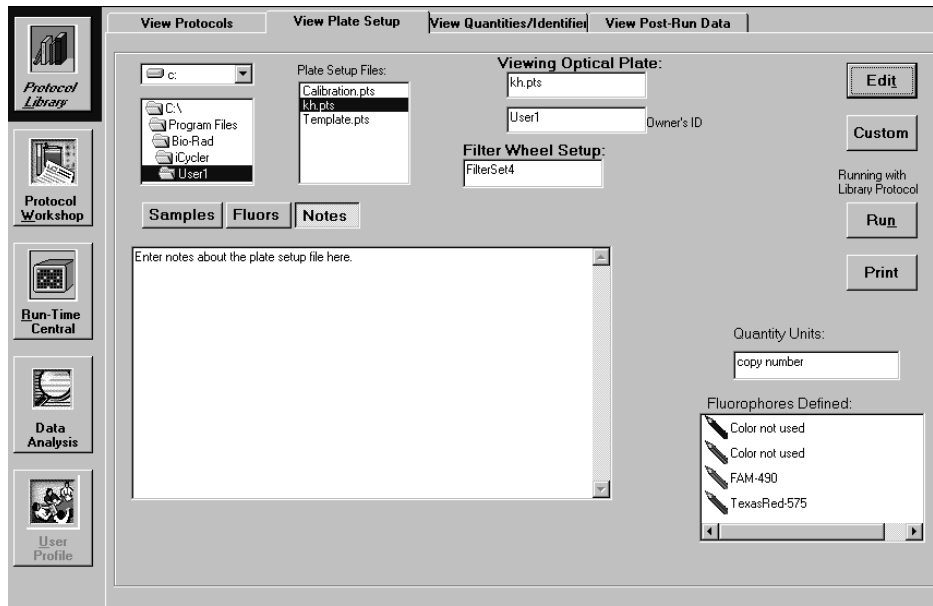 View Protocols
View Plate Setup
View Quantities/Identifier
View Post-Run Data
Protocol
Library
Protocol
Workshop
Run-Time
Central
Data
Analysis
User
Profile
c:
C:\
Program Files
Bio-Rad
iCycler
User1
Plate Setup Files:
Calibration.pts
kh.pts
Template.pts
Viewing Optical Plate:
kh.pts
User1
Owner's ID
Filter Wheel Setup:
FilterSet4
Edit
Custom
Running with
Library Protocol
Run
Print
Samples
Fluors
Notes
Enter notes about the plate setup file here.
Quantity Units:
copy number
Fluorophores Defined:
Color not used
Color not used
FAM-490
TexasRed-575